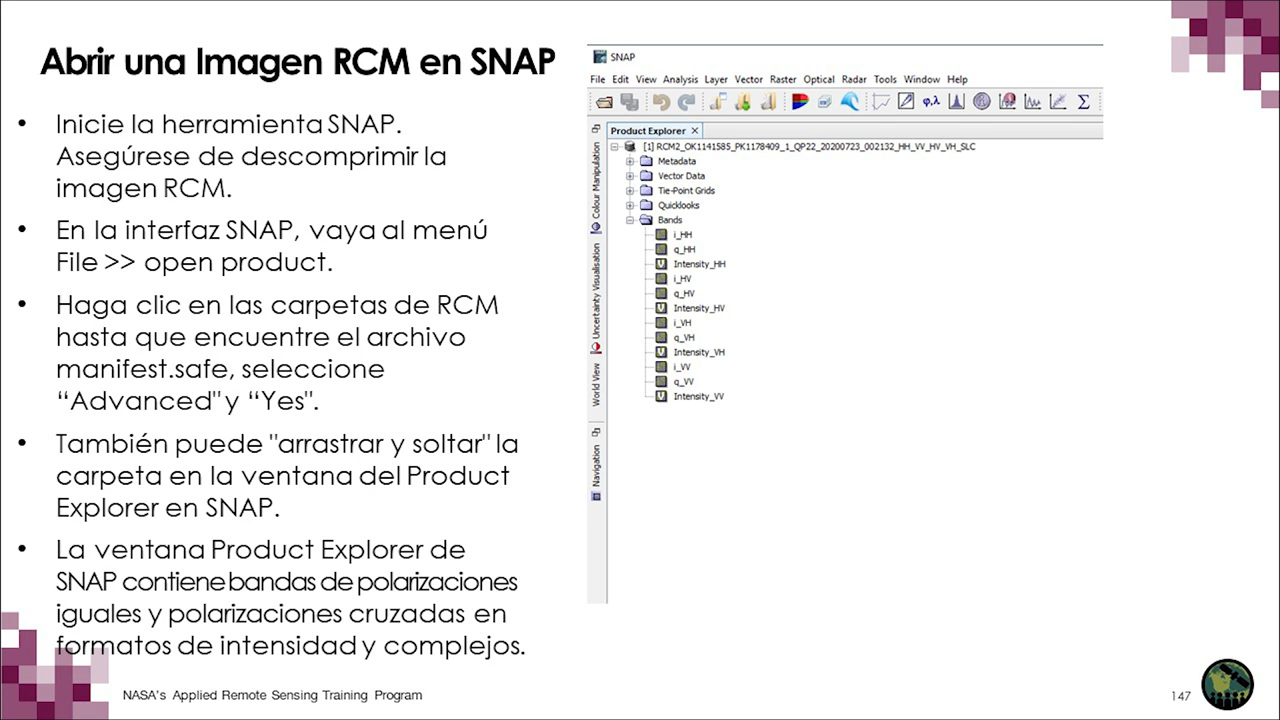 Abrir una Imagen RCM en SNAP
• Inicie la herramienta SNAP.
Asegúrese de descomprimir la
imagen RCM.
• En la interfaz SNAP, vaya al menú
File >> open product.
• Haga clic en las carpetas de RCM
hasta que encuentre el archivo
manifest.safe, seleccione
“Advanced" y “Yes".
• También puede "arrastrar y soltar" la
carpeta en la ventana del Product
Explorer en SNAP.
• La ventana Product Explorer de
SNAP contiene bandas de polarizaciones
iguales y polarizaciones cruzadas en
formatos de intensidad y complejos.
SNAP
File Edit View Analysis Layer Vector Raster Optical Radar Tools Window Help
φ,λ Σ
Product Explorer ×
[1] RCM2_OK1141585_PK1178409_1_QP22_20200723_002132_HH_VV_HV_VH_SLC
Metadata
Vector Data
Tie-Point Grids
Quicklooks
Bands
i_HH
q_HH
Intensity_HH
i_HV
q_HV
Intensity_HV
i_VH
q_VH
Intensity_VH
i_VV
q_VV
Intensity_VV
Colour Manipulation
Uncertainty Visualisation
World View
Navigation
NASA's Applied Remote Sensing Training Program
147